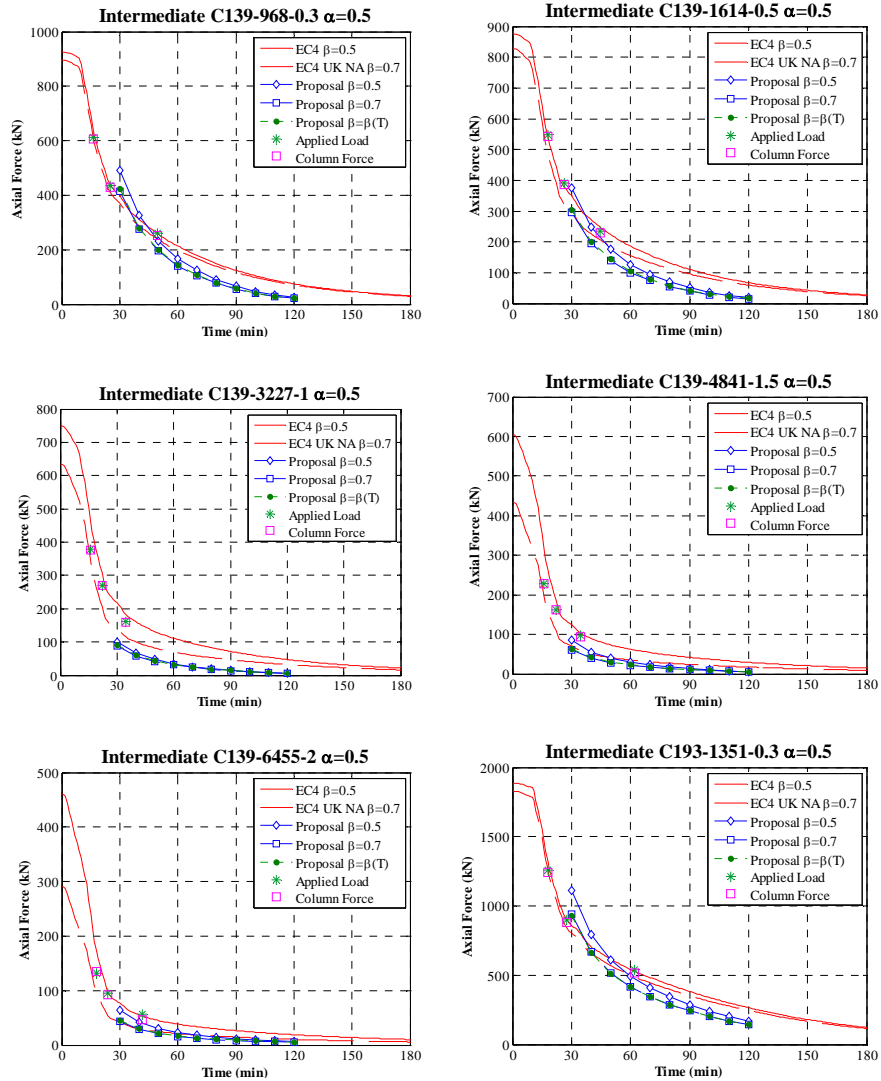 Intermediate C139-968-0.3 α=0.5
1000
800
600
400
200
0
Axial Force (kN)
0 30 60 90 120 150 180
Time (min)
EC4 β=0.5
EC4 UK NA β=0.7
Proposal β=0.5
Proposal β=0.7
Proposal β=β(T)
Applied Load
Column Force
Intermediate C139-1614-0.5 α=0.5
900
800
700
600
500
400
300
200
100
0
Axial Force (kN)
0 30 60 90 120 150 180
Time (min)
EC4 β=0.5
EC4 UK NA β=0.7
Proposal β=0.5
Proposal β=0.7
Proposal β=β(T)
Applied Load
Column Force
Intermediate C139-3227-1 α=0.5
800
700
600
500
400
300
200
100
0
Axial Force (kN)
0 30 60 90 120 150 180
Time (min)
EC4 β=0.5
EC4 UK NA β=0.7
Proposal β=0.5
Proposal β=0.7
Proposal β=β(T)
Applied Load
Column Force
Intermediate C139-4841-1.5 α=0.5
700
600
500
400
300
200
100
0
Axial Force (kN)
0 30 60 90 120 150 180
Time (min)
EC4 β=0.5
EC4 UK NA β=0.7
Proposal β=0.5
Proposal β=0.7
Proposal β=β(T)
Applied Load
Column Force
Intermediate C139-6455-2 α=0.5
500
400
300
200
100
0
Axial Force (kN)
0 30 60 90 120 150 180
Time (min)
EC4 β=0.5
EC4 UK NA β=0.7
Proposal β=0.5
Proposal β=0.7
Proposal β=β(T)
Applied Load
Column Force
Intermediate C193-1351-0.3 α=0.5
2000
1500
1000
500
0
Axial Force (kN)
0 30 60 90 120 150 180
Time (min)
EC4 β=0.5
EC4 UK NA β=0.7
Proposal β=0.5
Proposal β=0.7
Proposal β=β(T)
Applied Load
Column Force